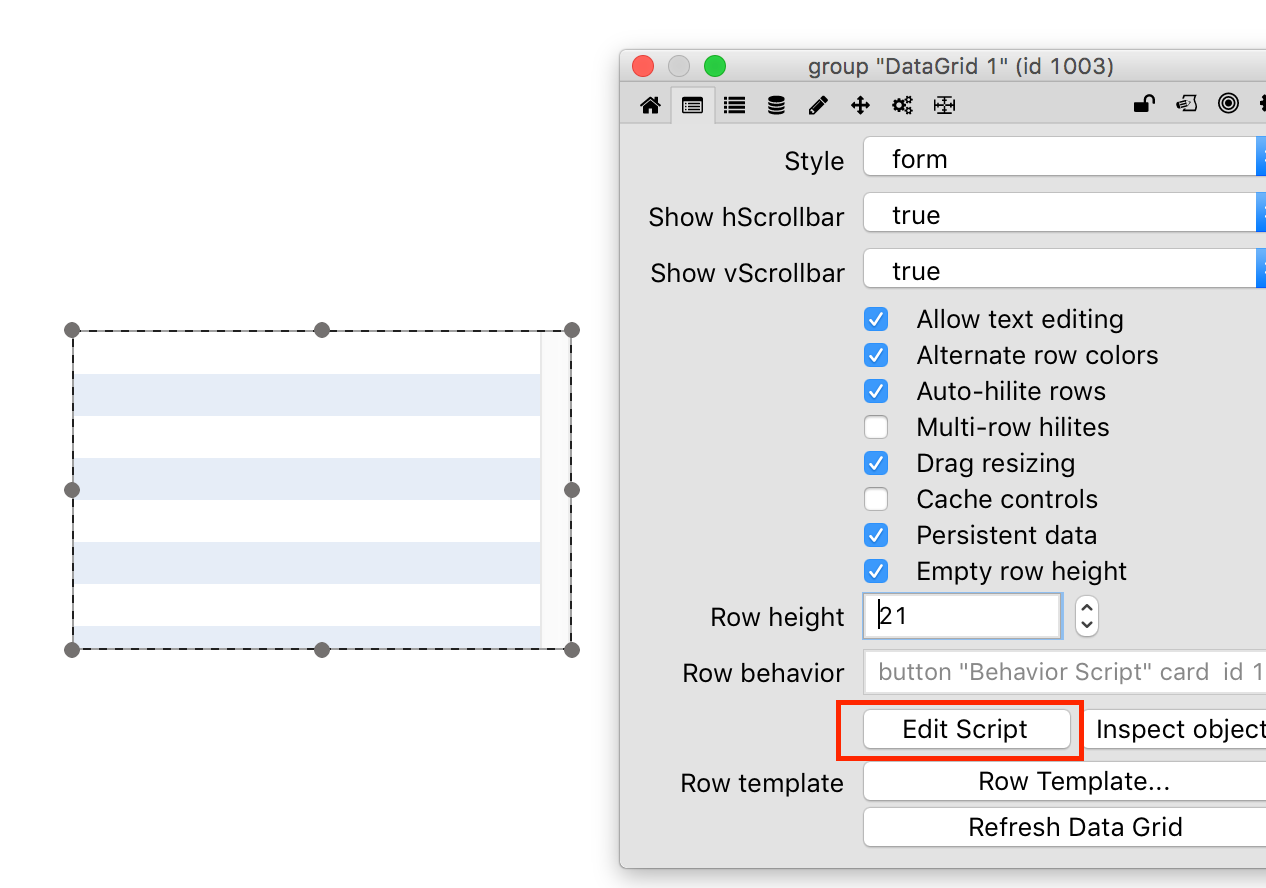 group "DataGrid 1" (id 1003)
Style form
Show hScrollbar true
Show vScrollbar true
Allow text editing
Alternate row colors
Auto-hilite rows
Multi-row hilites
Drag resizing
Cache controls
Persistent data
Empty row height
Row height 21
Row behavior button "Behavior Script" card id 1
Edit Script Inspect object
Row template Row Template...
Refresh Data Grid